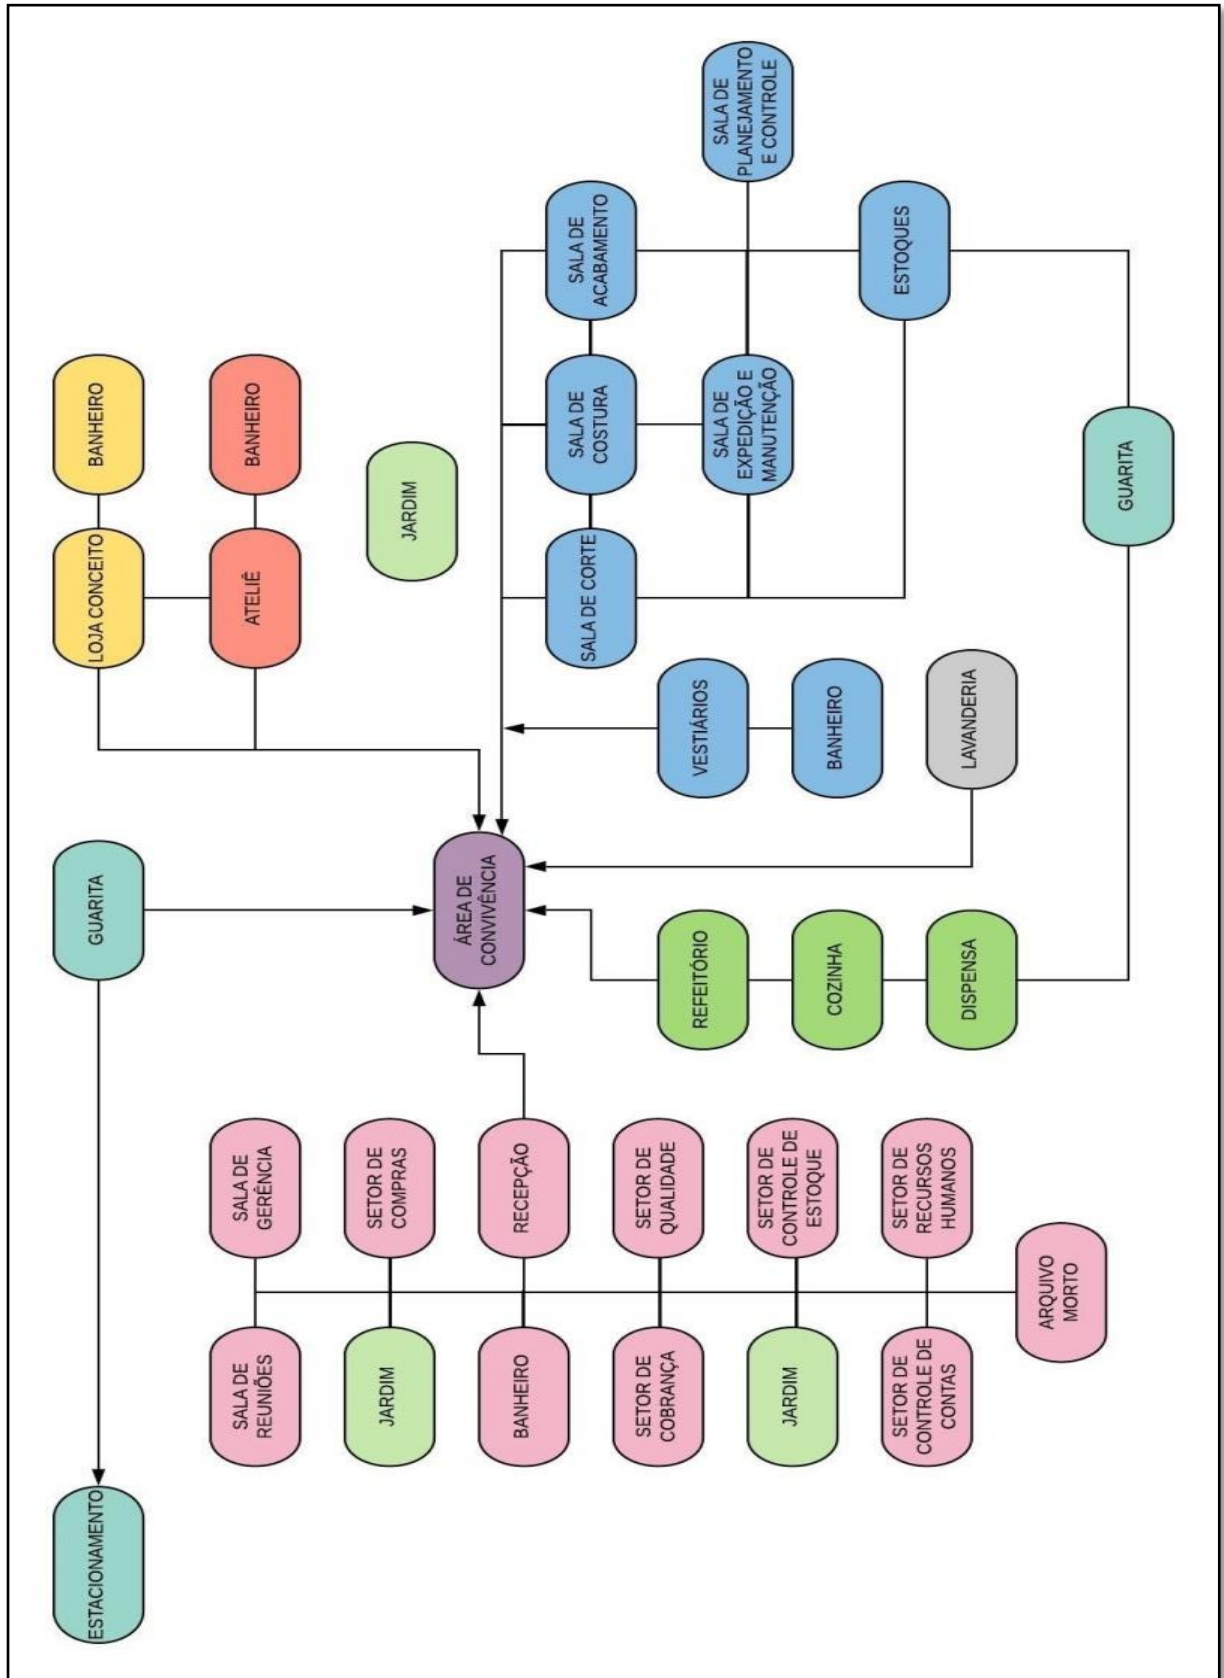 ESTACIONAMENTO
GUARITA
LOJA CONCEITO
BANHEIRO
SALA DE
REUNIÕES
SALA DE
GERÊNCIA
ATELIÊ
BANHEIRO
JARDIM
SETOR DE
COMPRAS
JARDIM
BANHEIRO
RECEPÇÃO
ÁREA DE
CONVIVÊNCIA
SALA DE CORTE
SALA DE
COSTURA
SALA DE
ACABAMENTO
SETOR DE
COBRANÇA
SETOR DE
QUALIDADE
REFEITÓRIO
VESTIÁRIOS
SALA DE
EXPEDIÇÃO E
MANUTENÇÃO
SALA DE
PLANEJAMENTO
E CONTROLE
JARDIM
SETOR DE
CONTROLE DE
ESTOQUE
COZINHA
BANHEIRO
SETOR DE
CONTROLE DE
CONTAS
SETOR DE
RECURSOS
HUMANOS
DISPENSA
LAVANDERIA
ESTOQUES
ARQUIVO
MORTO
GUARITA